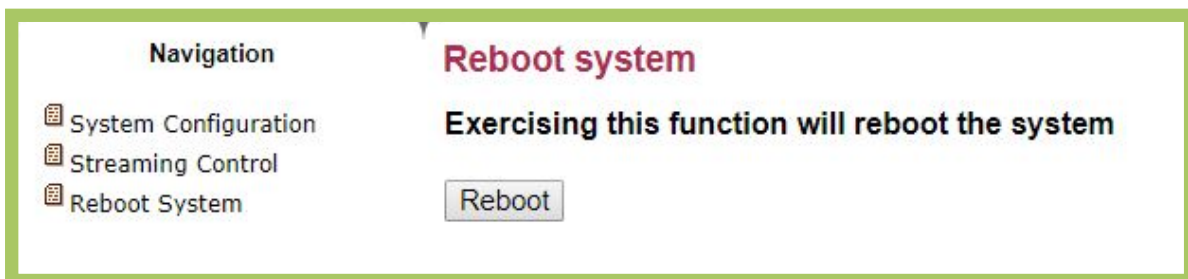 Navigation
System Configuration
Streaming Control
Reboot System
Reboot system
Exercising this function will reboot the system
Reboot